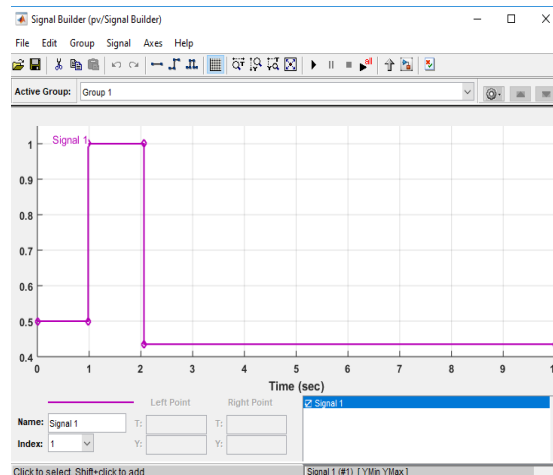 Signal Builder (pv/Signal Builder)
File Edit Group Signal Axes Help
all
Active Group: Group 1
Signal 1
1
0.9
0.8
0.7
0.6
0.5
0.4
0 1 2 3 4 5 6 7 8 9 1
Time (sec)
Left Point Right Point
Name: Signal 1 T: T:
Index: 1 Y: Y:
Signal 1
Click to select, Shift+click to add
Signal 1 (#1) [ YMin YMax ]